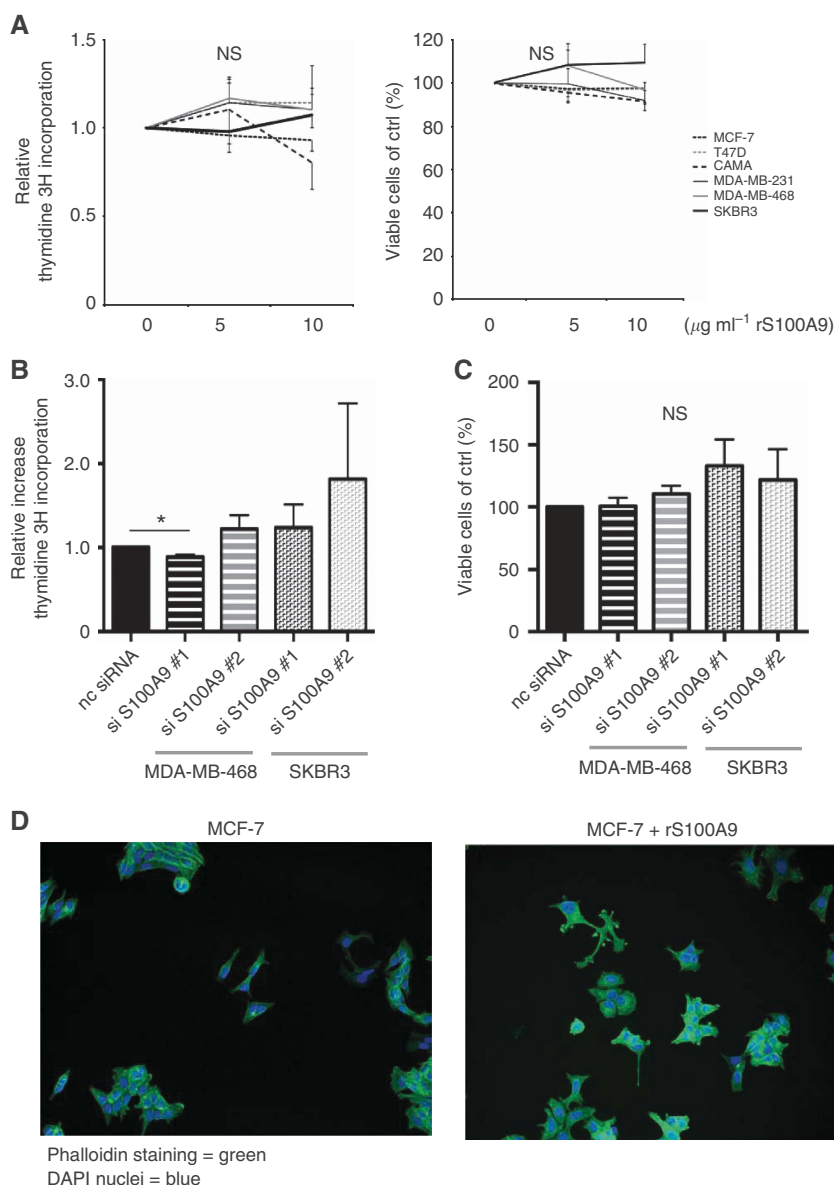 A
Relative
thymidine 3H incorporation
1.5
1.0
0.5
0
NS
0 5 10
Viable cells of ctrl (%)
120
100
80
60
40
20
0
NS
0 5 10 (μg ml⁻¹ rS100A9)
MCF-7
T47D
CAMA
MDA-MB-231
MDA-MB-468
SKBR3
B
Relative increase
thymidine 3H incorporation
3.0
2.0
1.0
0
*
nc siRNA
si S100A9 #1
si S100A9 #2
si S100A9 #1
si S100A9 #2
MDA-MB-468 SKBR3
C
Viable cells of ctrl (%)
200
150
100
50
0
NS
nc siRNA
si S100A9 #1
si S100A9 #2
si S100A9 #1
si S100A9 #2
MDA-MB-468 SKBR3
D
MCF-7
MCF-7 + rS100A9
Phalloidin staining = green
DAPI nuclei = blue